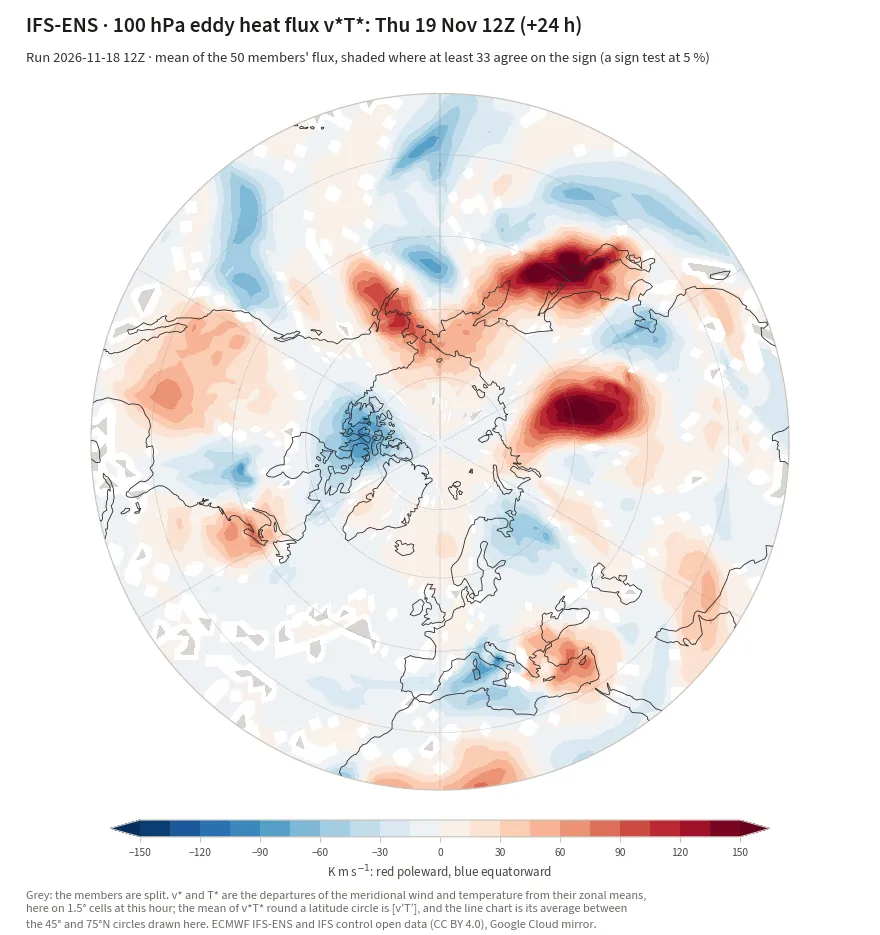 IFS-ENS · 100 hPa eddy heat flux v*T*: Thu 19 Nov 12Z (+24 h)
Run 2026-11-18 12Z · mean of the 50 members' flux, shaded where at least 33 agree on the sign (a sign test at 5 %)
−150 −120 −90 −60 −30 0 30 60 90 120 150
K m s⁻¹: red poleward, blue equatorward
Grey: the members are split. v* and T* are the departures of the meridional wind and temperature from their zonal means,
here on 1.5° cells at this hour; the mean of v*T* round a latitude circle is [v′T′], and the line chart is its average between
the 45° and 75°N circles drawn here. ECMWF IFS-ENS and IFS control open data (CC BY 4.0), Google Cloud mirror.